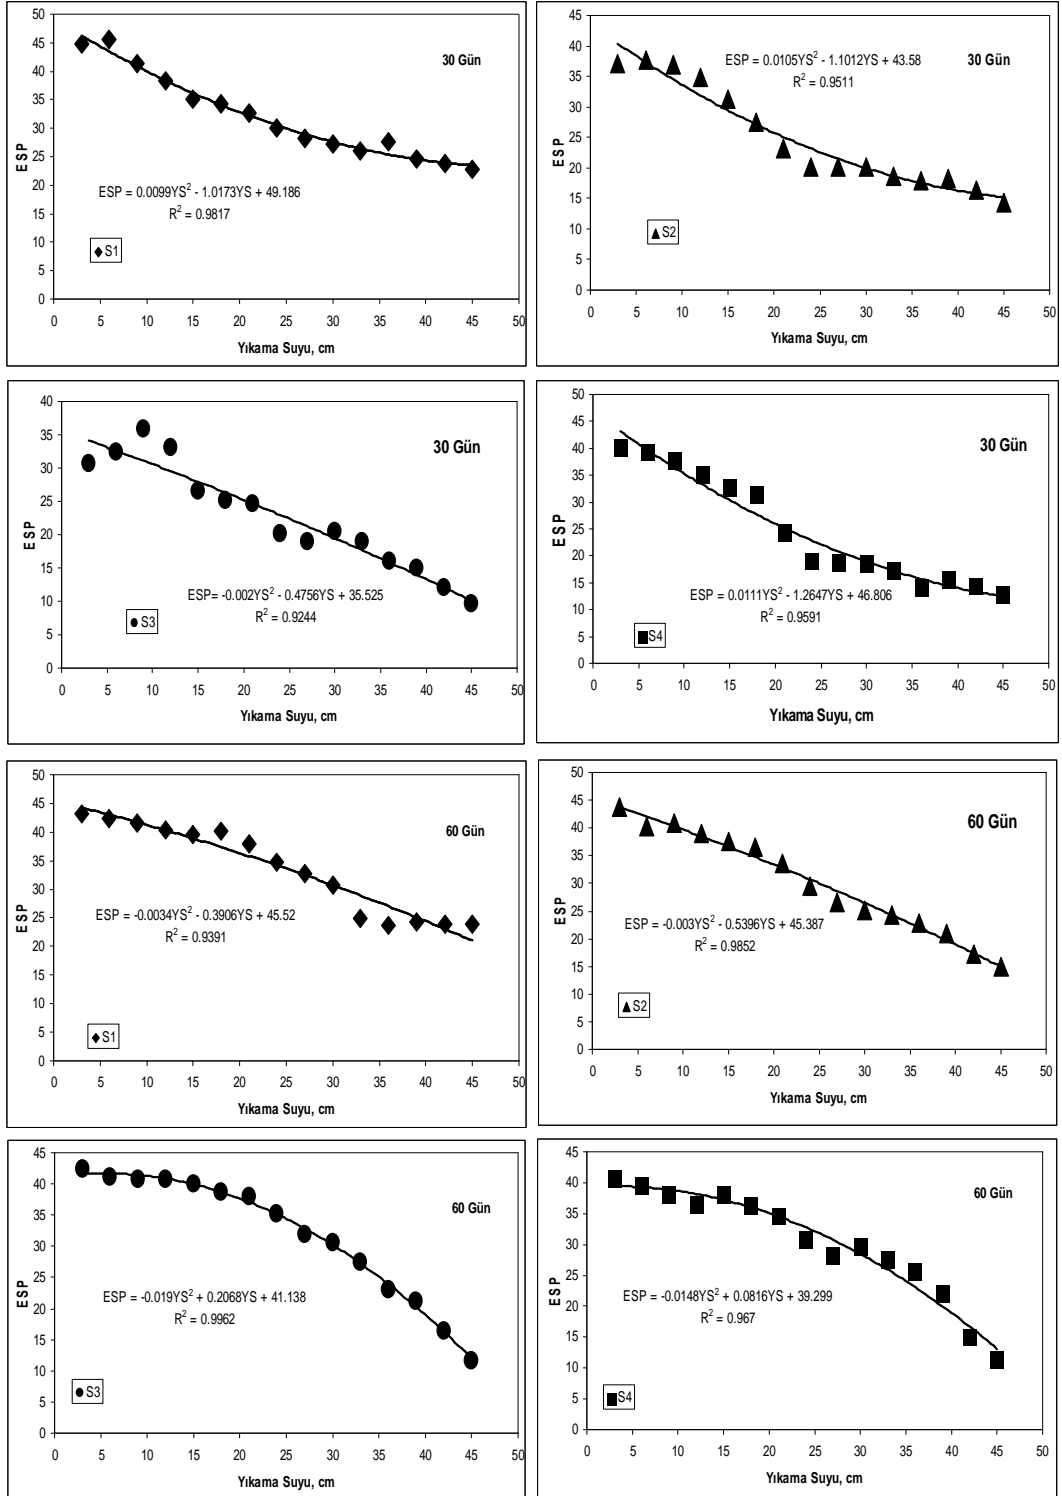 50
45
40
35
30
25
20
15
10
5
0
ESP
30 Gün
ESP = 0.0099YS² - 1.0173YS + 49.186
R² = 0.9817
S1
0 5 10 15 20 25 30 35 40 45 50
Yıkama Suyu, cm
45
40
35
30
25
20
15
10
5
0
ESP
ESP = 0.0105YS² - 1.1012YS + 43.58
30 Gün
R² = 0.9511
S2
0 5 10 15 20 25 30 35 40 45 50
Yıkama Suyu, cm
40
35
30
25
20
15
10
5
0
ESP
30 Gün
ESP= -0.002YS² - 0.4756YS + 35.525
R² = 0.9244
S3
0 5 10 15 20 25 30 35 40 45 50
Yıkama Suyu, cm
50
45
40
35
30
25
20
15
10
5
0
ESP
30 Gün
ESP = 0.0111YS² - 1.2647YS + 46.806
R² = 0.9591
S4
0 5 10 15 20 25 30 35 40 45 50
Yıkama Suyu, cm
50
45
40
35
30
25
20
15
10
5
0
ESP
60 Gün
ESP = -0.0034YS² - 0.3906YS + 45.52
R² = 0.9391
S1
0 5 10 15 20 25 30 35 40 45 50
Yıkama Suyu, cm
50
45
40
35
30
25
20
15
10
5
0
ESP
60 Gün
ESP = -0.003YS² - 0.5396YS + 45.387
R² = 0.9852
S2
0 5 10 15 20 25 30 35 40 45 50
Yıkama Suyu, cm
45
40
35
30
25
20
15
10
5
0
ESP
60 Gün
ESP = -0.019YS² + 0.2068YS + 41.138
R² = 0.9962
S3
0 5 10 15 20 25 30 35 40 45 50
Yıkama Suyu, cm
45
40
35
30
25
20
15
10
5
0
ESP
60 Gün
ESP = -0.0148YS² + 0.0816YS + 39.299
R² = 0.967
S4
0 5 10 15 20 25 30 35 40 45 50
Yıkama Suyu, cm